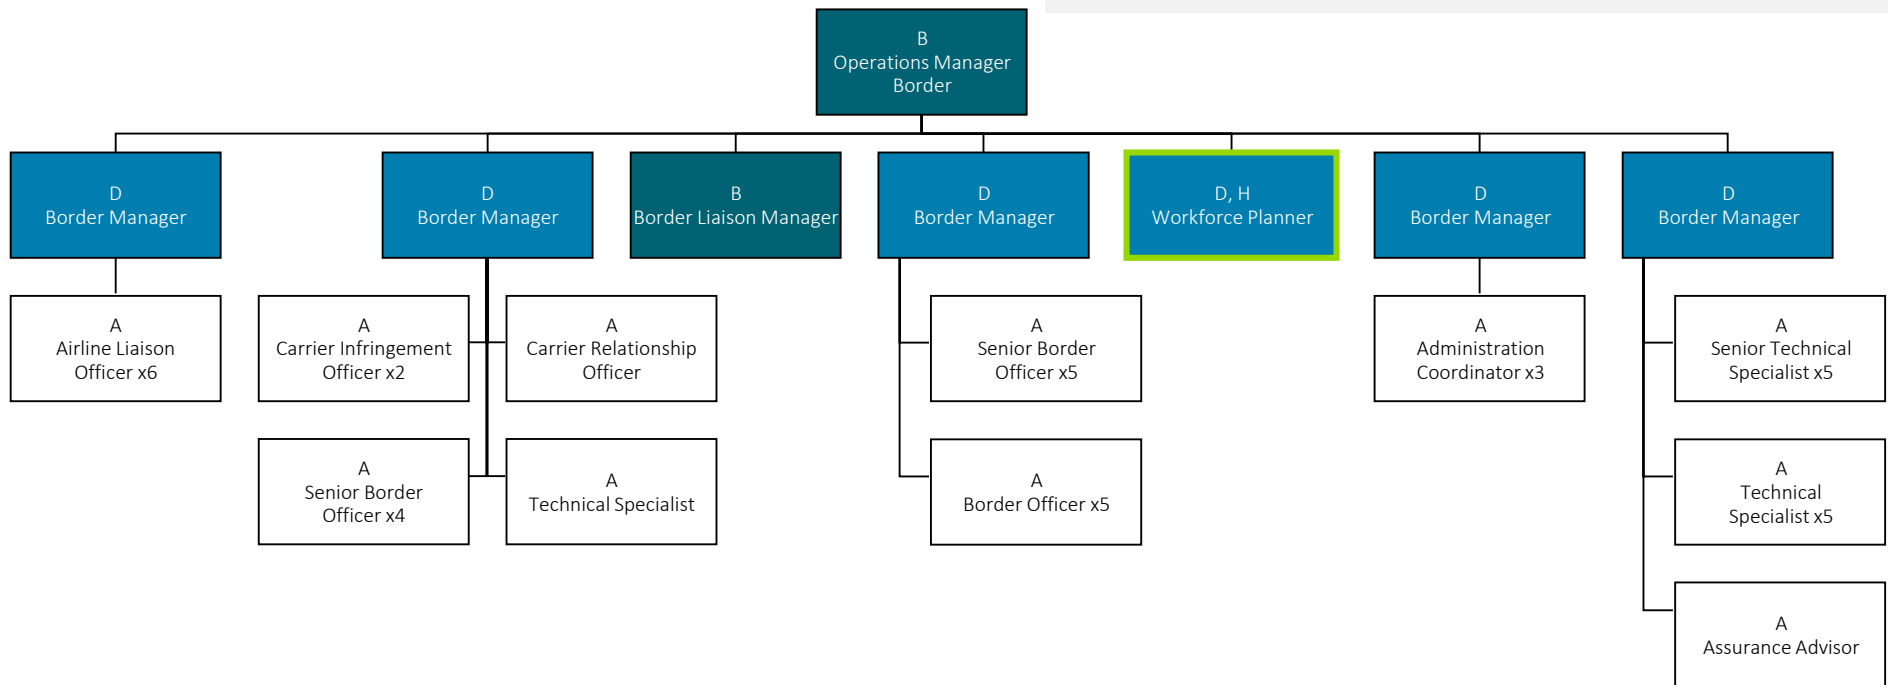 B
Operations Manager
Border
D
Border Manager
D
Border Manager
B
Border Liaison Manager
D
Border Manager
D, H
Workforce Planner
D
Border Manager
D
Border Manager
A
Airline Liaison
Officer x6
A
Carrier Infringement
Officer x2
A
Carrier Relationship
Officer
A
Senior Border
Officer x5
A
Administration
Coordinator x3
A
Senior Technical
Specialist x5
A
Senior Border
Officer x4
A
Technical Specialist
A
Border Officer x5
A
Technical
Specialist x5
A
Assurance Advisor